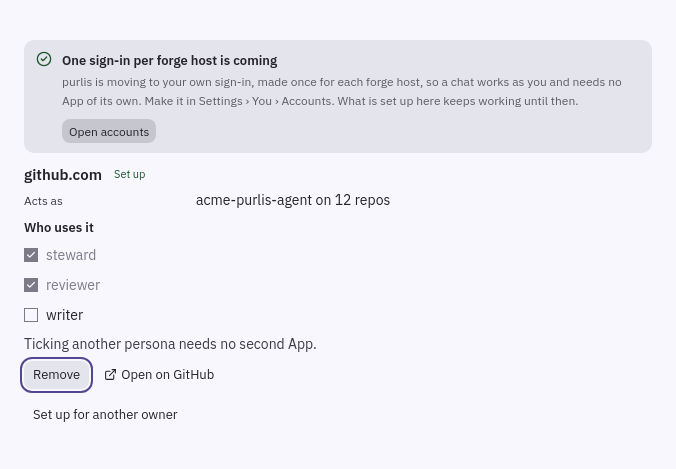 One sign-in per forge host is coming
purlis is moving to your own sign-in, made once for each forge host, so a chat works as you and needs no
App of its own. Make it in Settings › You › Accounts. What is set up here keeps working until then.
Open accounts
github.com Set up
Acts as acme-purlis-agent on 12 repos
Who uses it
steward
reviewer
writer
Ticking another persona needs no second App.
Remove Open on GitHub
Set up for another owner